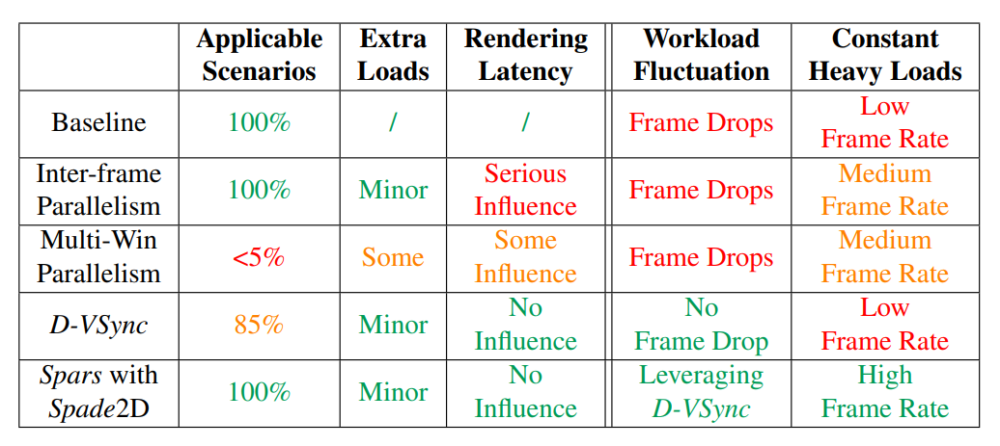 Applicable Scenarios | Extra Loads | Rendering Latency | Workload Fluctuation | Constant Heavy Loads
Baseline | 100% | / | / | Frame Drops | Low Frame Rate
Inter-frame Parallelism | 100% | Minor | Serious Influence | Frame Drops | Medium Frame Rate
Multi-Win Parallelism | <5% | Some | Some Influence | Frame Drops | Medium Frame Rate
D-VSync | 85% | Minor | No Influence | No Frame Drop | Low Frame Rate
Spars with Spade2D | 100% | Minor | No Influence | Leveraging D-VSync | High Frame Rate